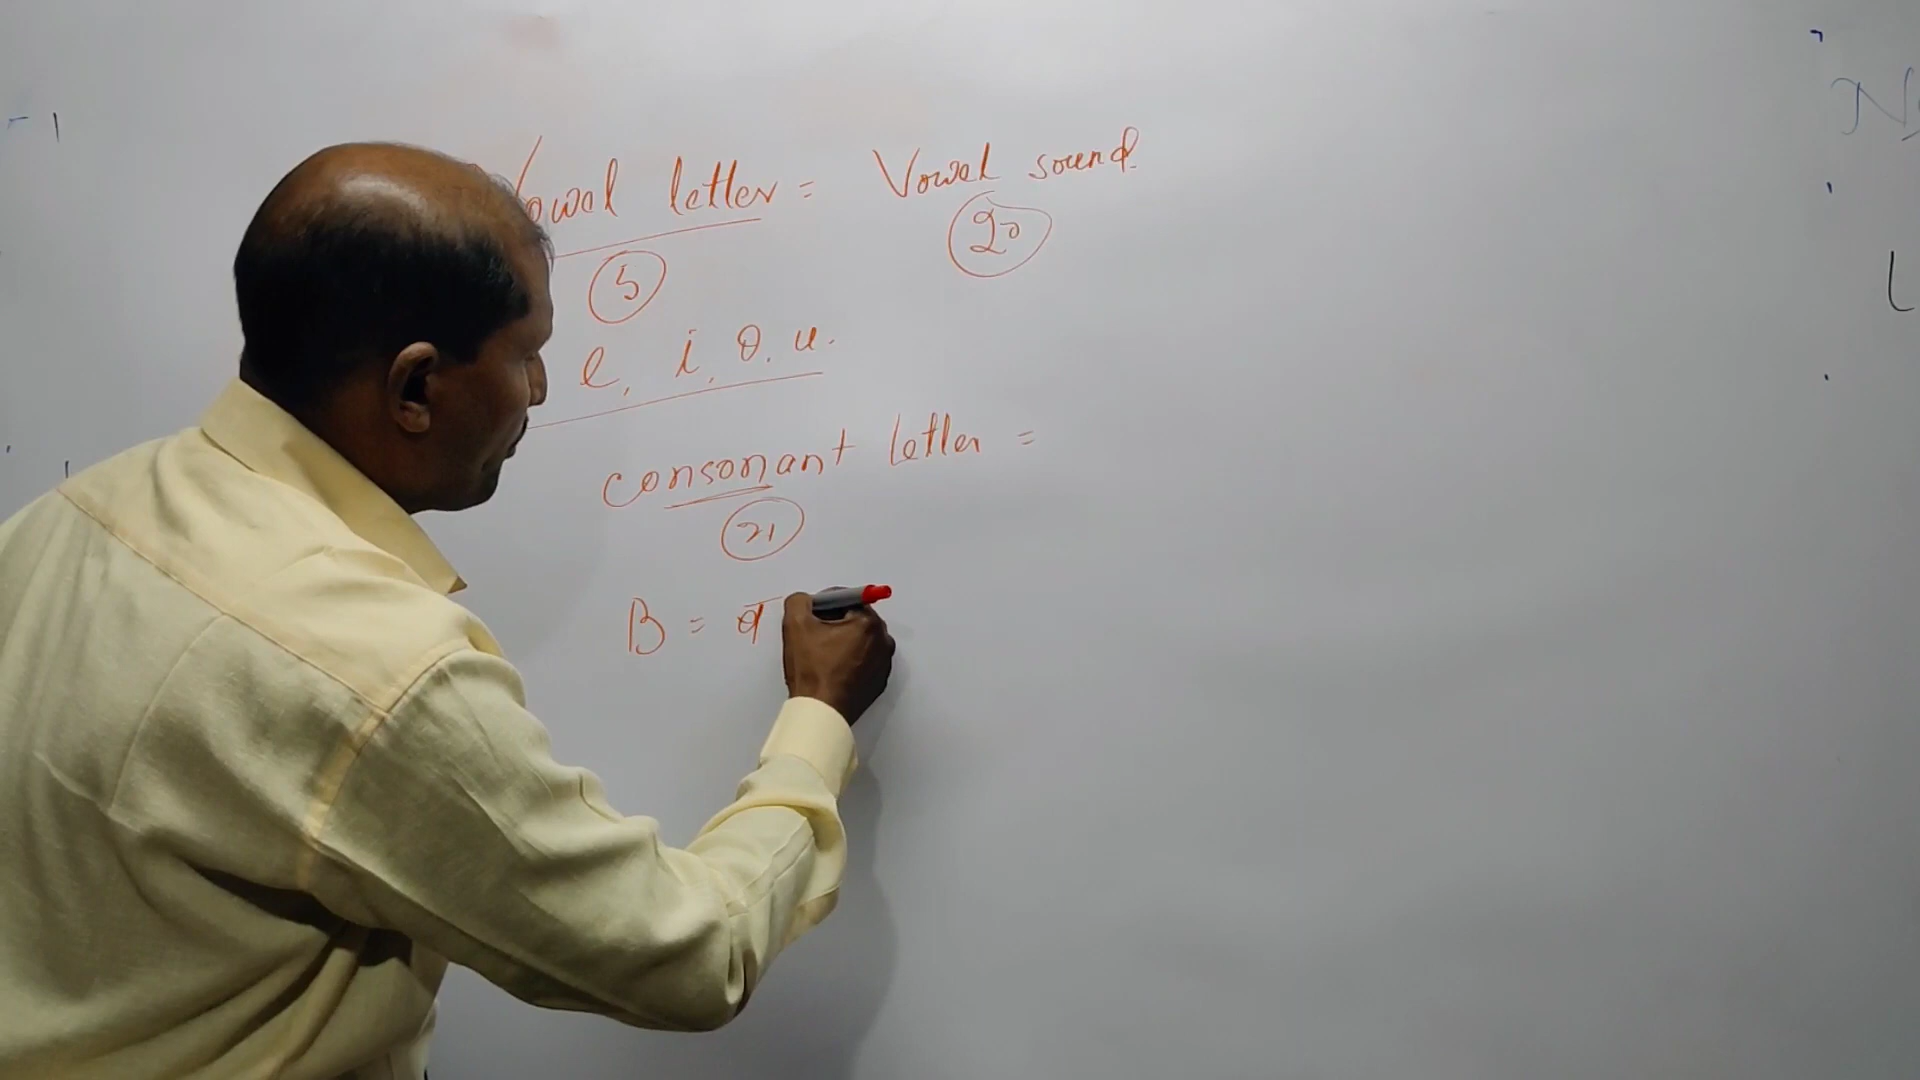 Vowel letter = Vowel sound
5 20
e, i, o. u.
consonant letter =
21
B = ब